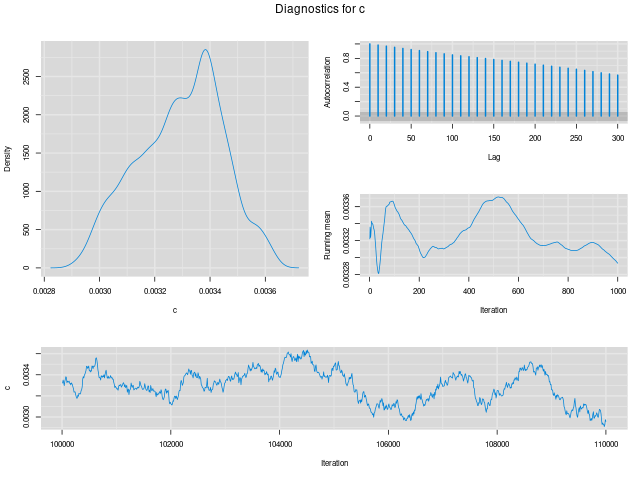 Diagnostics for c
Density
0 500 1000 1500 2000 2500
0.0028 0.0030 0.0032 0.0034 0.0036
c
Autocorrelation
0.0 0.4 0.8
0 50 100 150 200 250 300
Lag
Running mean
0.00328 0.00332 0.00336
0 200 400 600 800 1000
Iteration
c
0.0030 0.0034
100000 102000 104000 106000 108000 110000
Iteration